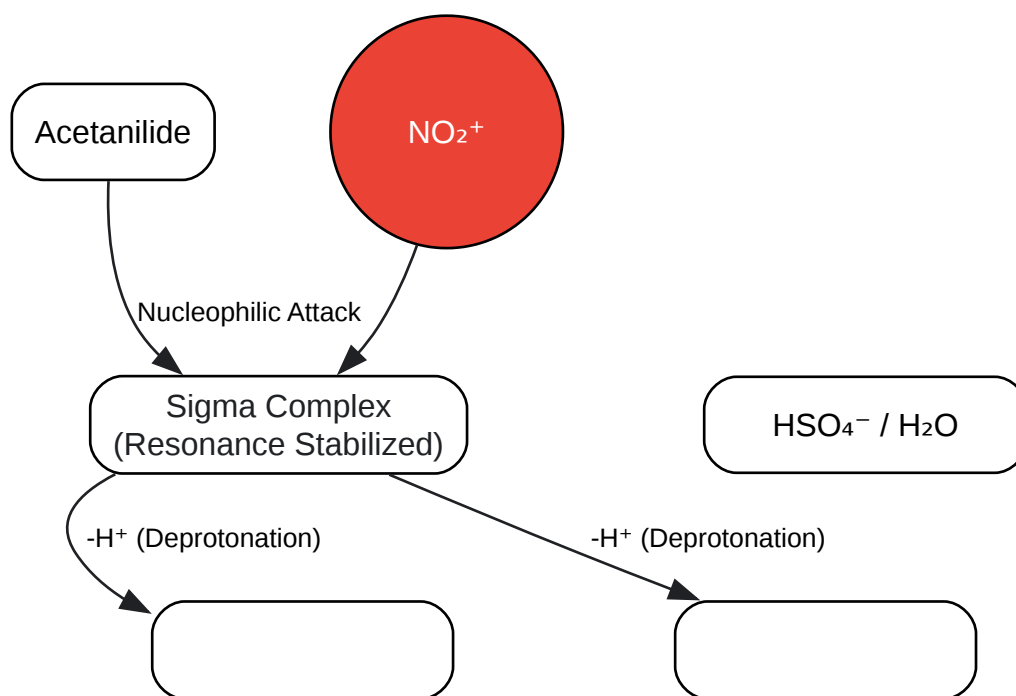 Acetanilide
NO₂⁺
Nucleophilic Attack
Sigma Complex
(Resonance Stabilized)
HSO₄⁻ / H₂O
-H⁺ (Deprotonation)
-H⁺ (Deprotonation)